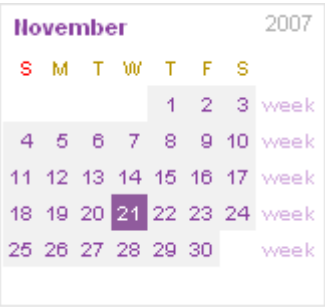 November 2007
S M T W T F S
1 2 3 week
4 5 6 7 8 9 10 week
11 12 13 14 15 16 17 week
18 19 20 21 22 23 24 week
25 26 27 28 29 30 week